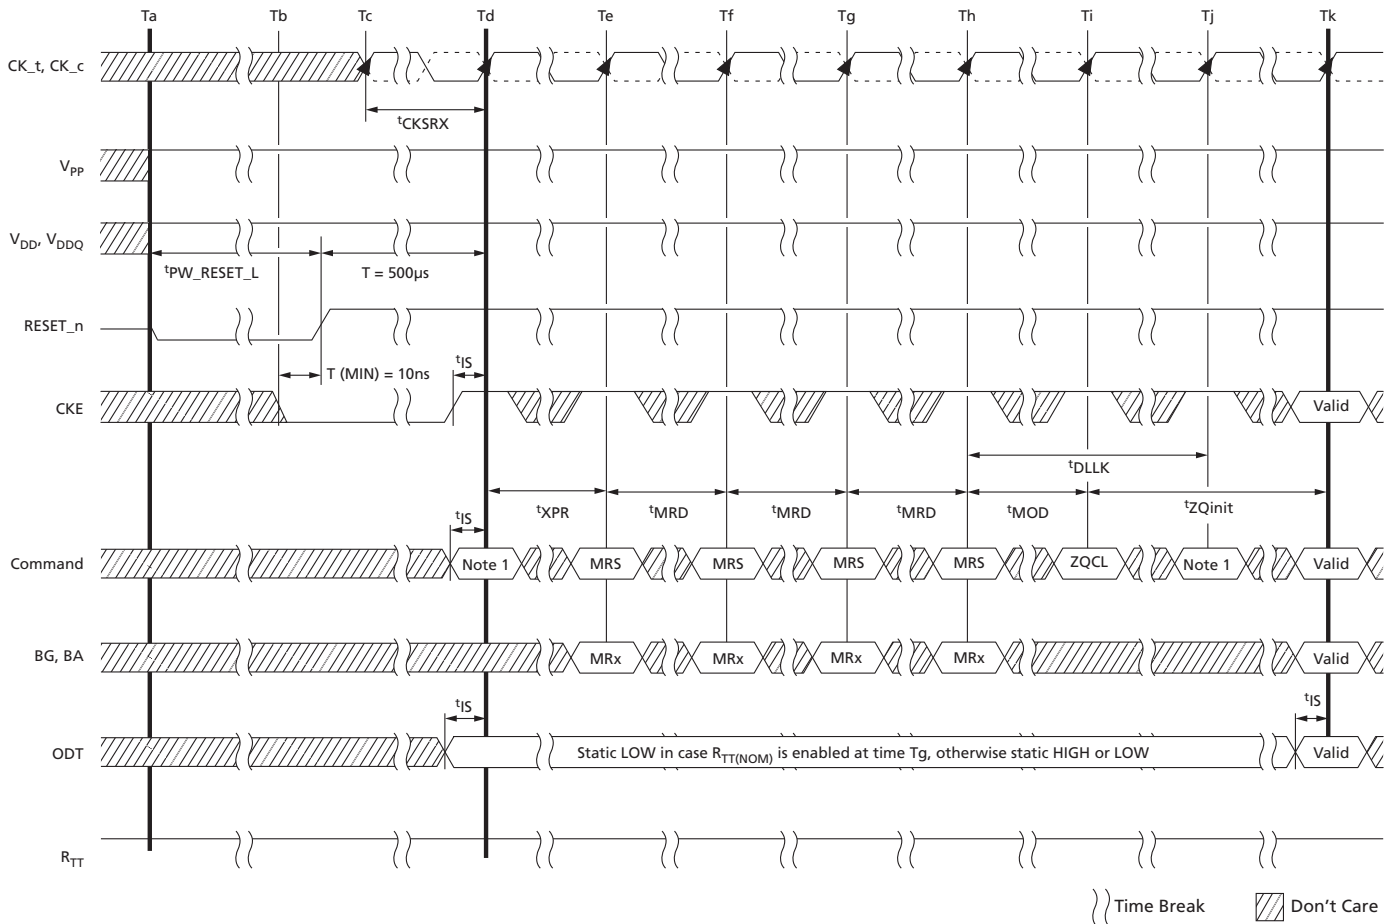 Ta Tb Tc Td Te Tf Tg Th Ti Tj Tk
CK_t, CK_c
tCKSRX
VPP
VDD, VDDQ
tPW_RESET_L T = 500µs
RESET_n
T (MIN) = 10ns tIS
CKE Valid
tDLLK
tXPR tMRD tMRD tMRD tMOD tZQinit
tIS
Command Note 1 MRS MRS MRS MRS ZQCL Note 1 Valid
BG, BA MRx MRx MRx MRx Valid
tIS tIS
ODT Static LOW in case RTT(NOM) is enabled at time Tg, otherwise static HIGH or LOW Valid
RTT
Time Break Don't Care